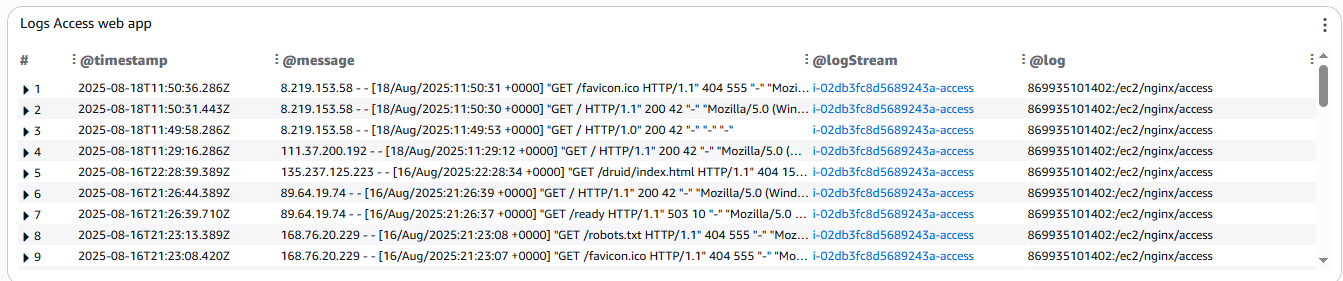 Logs Access web app
# @timestamp @message @logStream @log
1 2025-08-18T11:50:36.286Z 8.219.153.58 - - [18/Aug/2025:11:50:31 +0000] "GET /favicon.ico HTTP/1.1" 404 555 "-" "Mozi... i-02db3fc8d5689243a-access 869935101402:/ec2/nginx/access
2 2025-08-18T11:50:31.443Z 8.219.153.58 - - [18/Aug/2025:11:50:30 +0000] "GET / HTTP/1.1" 200 42 "-" "Mozilla/5.0 (Win... i-02db3fc8d5689243a-access 869935101402:/ec2/nginx/access
3 2025-08-18T11:49:58.286Z 8.219.153.58 - - [18/Aug/2025:11:49:53 +0000] "GET / HTTP/1.0" 200 42 "-" "-" "-" i-02db3fc8d5689243a-access 869935101402:/ec2/nginx/access
4 2025-08-18T11:29:16.286Z 111.37.200.192 - - [18/Aug/2025:11:29:12 +0000] "GET / HTTP/1.1" 200 42 "-" "Mozilla/5.0 (... i-02db3fc8d5689243a-access 869935101402:/ec2/nginx/access
5 2025-08-16T22:28:39.389Z 135.237.125.223 - - [16/Aug/2025:22:28:34 +0000] "GET /druid/index.html HTTP/1.1" 404 15... i-02db3fc8d5689243a-access 869935101402:/ec2/nginx/access
6 2025-08-16T21:26:44.389Z 89.64.19.74 - - [16/Aug/2025:21:26:39 +0000] "GET / HTTP/1.1" 200 42 "-" "Mozilla/5.0 (Wind... i-02db3fc8d5689243a-access 869935101402:/ec2/nginx/access
7 2025-08-16T21:26:39.710Z 89.64.19.74 - - [16/Aug/2025:21:26:37 +0000] "GET /ready HTTP/1.1" 503 10 "-" "Mozilla/5.0 ... i-02db3fc8d5689243a-access 869935101402:/ec2/nginx/access
8 2025-08-16T21:23:13.389Z 168.76.20.229 - - [16/Aug/2025:21:23:08 +0000] "GET /robots.txt HTTP/1.1" 404 555 "-" "Moz... i-02db3fc8d5689243a-access 869935101402:/ec2/nginx/access
9 2025-08-16T21:23:08.420Z 168.76.20.229 - - [16/Aug/2025:21:23:07 +0000] "GET /favicon.ico HTTP/1.1" 404 555 "-" "Mo... i-02db3fc8d5689243a-access 869935101402:/ec2/nginx/access